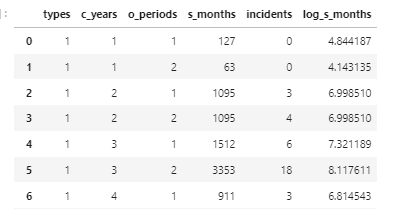 :
types c_years o_periods s_months incidents log_s_months
0 1 1 1 127 0 4.844187
1 1 1 2 63 0 4.143135
2 1 2 1 1095 3 6.998510
3 1 2 2 1095 4 6.998510
4 1 3 1 1512 6 7.321189
5 1 3 2 3353 18 8.117611
6 1 4 1 911 3 6.814543